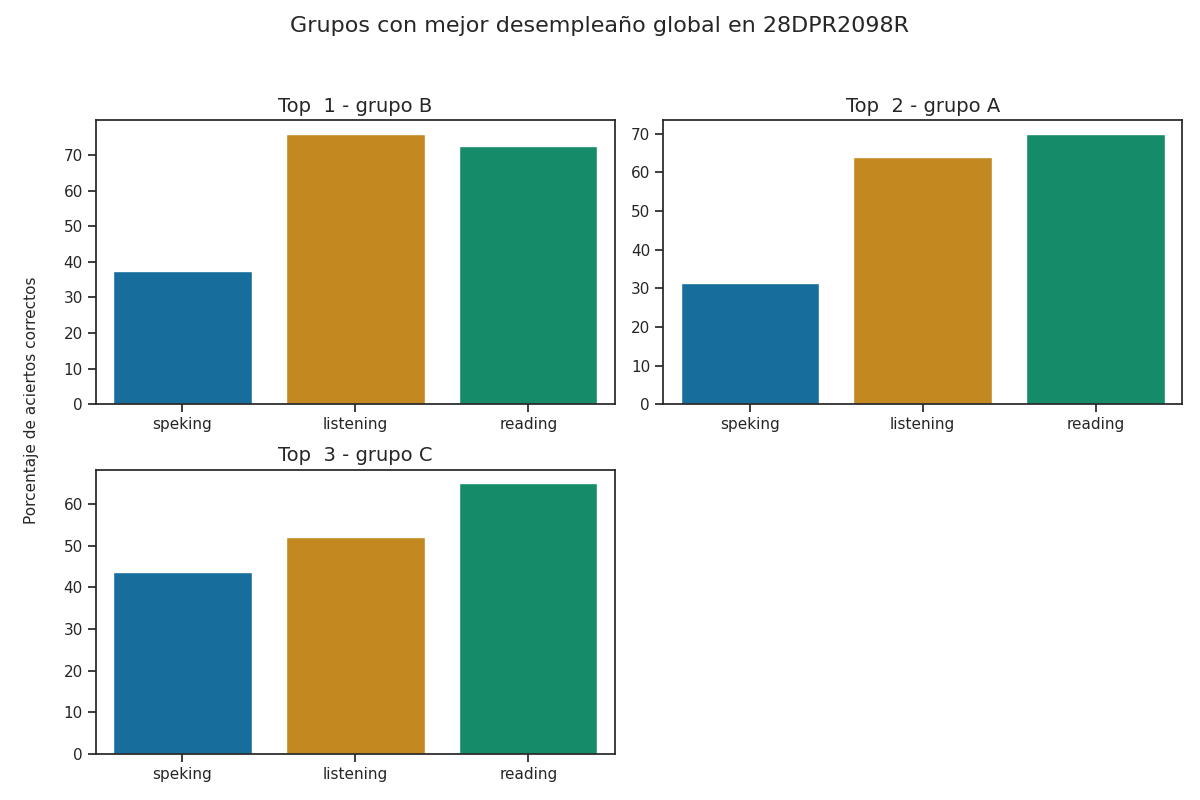 Grupos con mejor desempleaño global en 28DPR2098R
Porcentaje de aciertos correctos
Top  1 - grupo B
70
60
50
40
30
20
10
0
speking listening reading
Top  2 - grupo A
70
60
50
40
30
20
10
0
speking listening reading
Top  3 - grupo C
60
50
40
30
20
10
0
speking listening reading